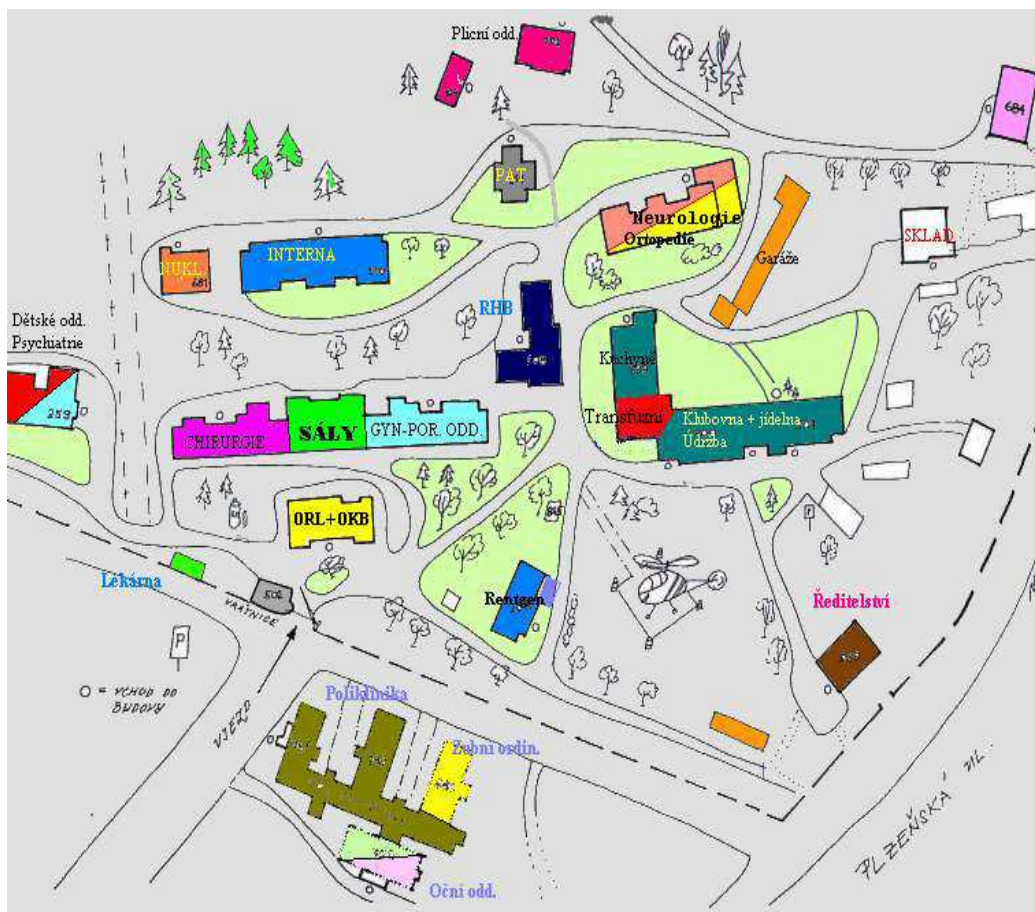 Plicní odd.
684
PAT
Neurologie
Ortopedie
SKLAD
Garáže
INTERNA
NUKL.
681
RHB
Dětské odd.
Psychiatrie
259
Kuchyně
Transfuzní
Klubovna + jídelna
Údržba
CHIRURGIE
SÁLY
GYN-POR. ODD.
ORL+OKB
Rentgen
Lékárna
VRÁTNICE
P
P
Ředitelství
O = VCHOD DO
BUDOVY
VJEZD
Poliklinika
Zubní ordin.
Oční odd.
PLZEŇSKÁ UL.